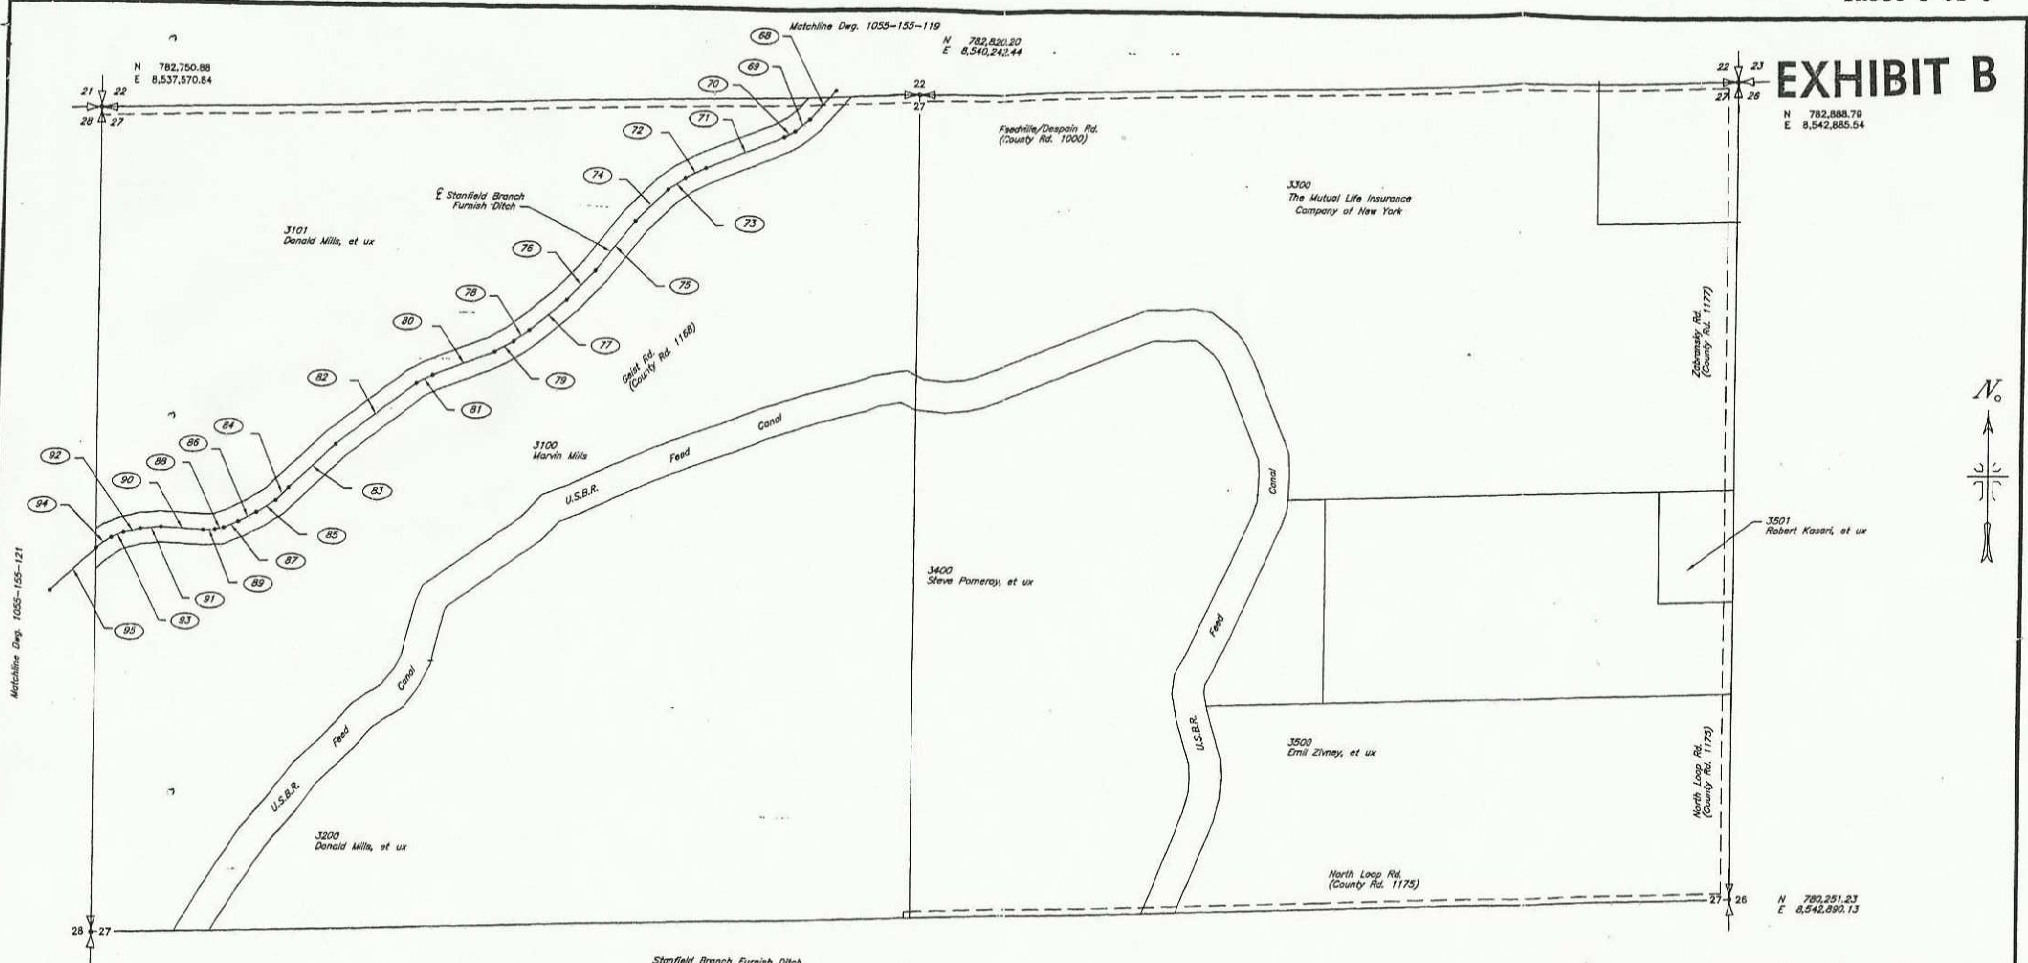 Matchline Dwg. 1055-155-119
N 782,820.20
E 8,540,242.44
N 782,750.88
E 8,537,570.64
EXHIBIT B
N 782,888.79
E 8,542,885.54
21 22
28 27
22
27
22 23
27 26
68
69
70
71
72
73
74
75
76
77
78
79
80
81
82
83
84
85
86
87
88
89
90
91
92
93
94
95
Feedville/Despain Rd.
(County Rd. 1000)
℄ Stanfield Branch
Furnish Ditch
3101
Donald Mills, et ux
3300
The Mutual Life Insurance
Company of New York
Zabransky Rd.
(County Rd. 1177)
Geist Rd.
(County Rd. 1168)
N
3100
Marvin Mills
U.S.B.R. Feed Canal
Canal
Feed
U.S.B.R.
3501
Robert Kasari, et ux
Matchline Dwg. 1055-155-121
3400
Steve Pomeroy, et ux
U.S.B.R. Feed Canal
3500
Emil Zivney, et ux
North Loop Rd.
(County Rd. 1175)
3200
Donald Mills, et ux
North Loop Rd.
(County Rd. 1175)
27 26
N 780,251.23
E 8,542,890.13
28 27
Stanfield Branch Furnish Ditch